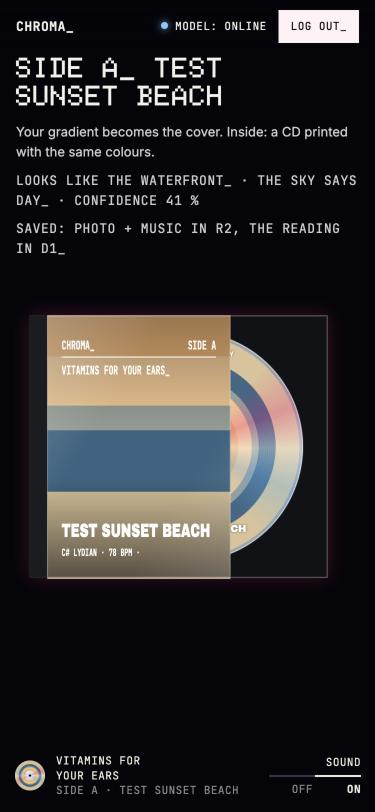 CHROMA_
MODEL: ONLINE
LOG OUT_
SIDE A_ TEST
SUNSET BEACH
Your gradient becomes the cover. Inside: a CD printed
with the same colours.
LOOKS LIKE THE WATERFRONT_ · THE SKY SAYS
DAY_ · CONFIDENCE 41 %
SAVED: PHOTO + MUSIC IN R2, THE READING
IN D1_
CHROMA_
SIDE A
VITAMINS FOR YOUR EARS_
TEST SUNSET BEACH
C# LYDIAN · 78 BPM ·
CH
VITAMINS FOR
YOUR EARS
SIDE A · TEST SUNSET BEACH
SOUND
OFF
ON